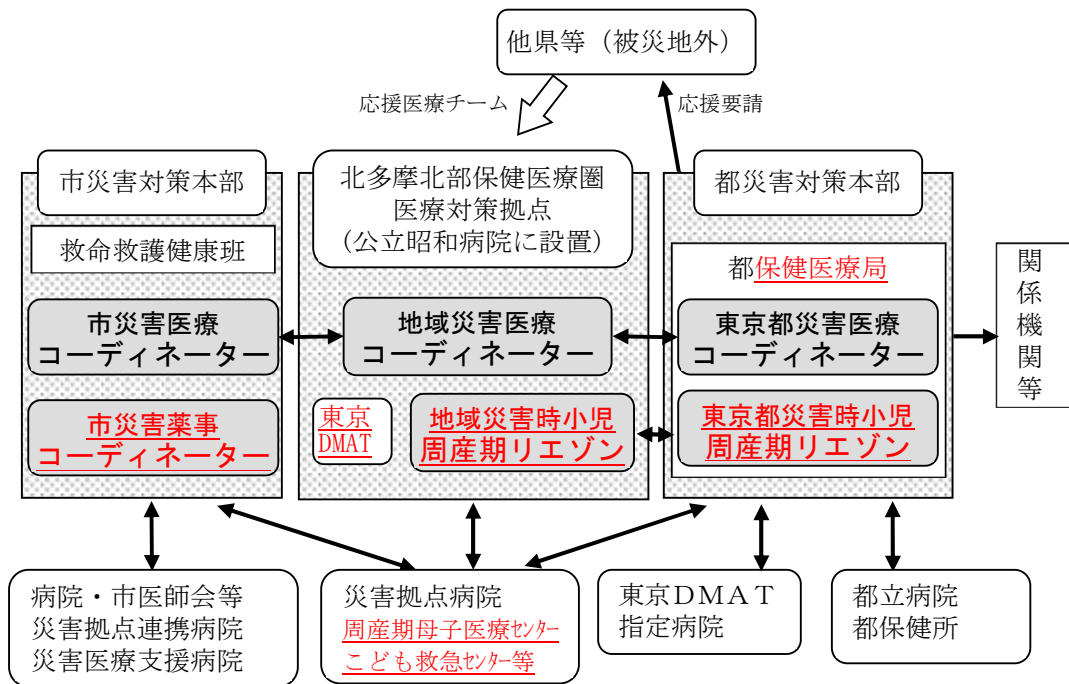 他県等（被災地外）
応援医療チーム
応援要請
市災害対策本部
救命救護健康班
市災害医療
コーディネーター
市災害薬事
コーディネーター
北多摩北部保健医療圏
医療対策拠点
（公立昭和病院に設置）
地域災害医療
コーディネーター
東京
DMAT
地域災害時小児
周産期リエゾン
都災害対策本部
都保健医療局
東京都災害医療
コーディネーター
東京都災害時小児
周産期リエゾン
関係機関等
病院・市医師会等
災害拠点連携病院
災害医療支援病院
災害拠点病院
周産期母子医療ｾﾝﾀｰ
こども救急ｾﾝﾀｰ等
東京ＤＭＡＴ
指定病院
都立病院
都保健所